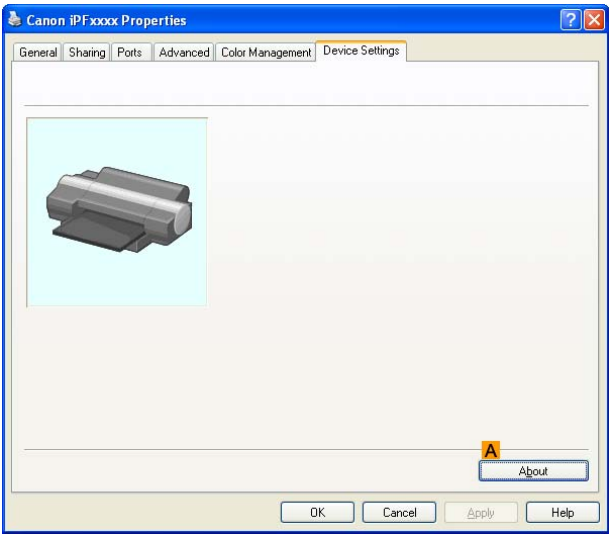 Canon iPFxxxx Properties
General Sharing Ports Advanced Color Management Device Settings
A
About
OK Cancel Apply Help